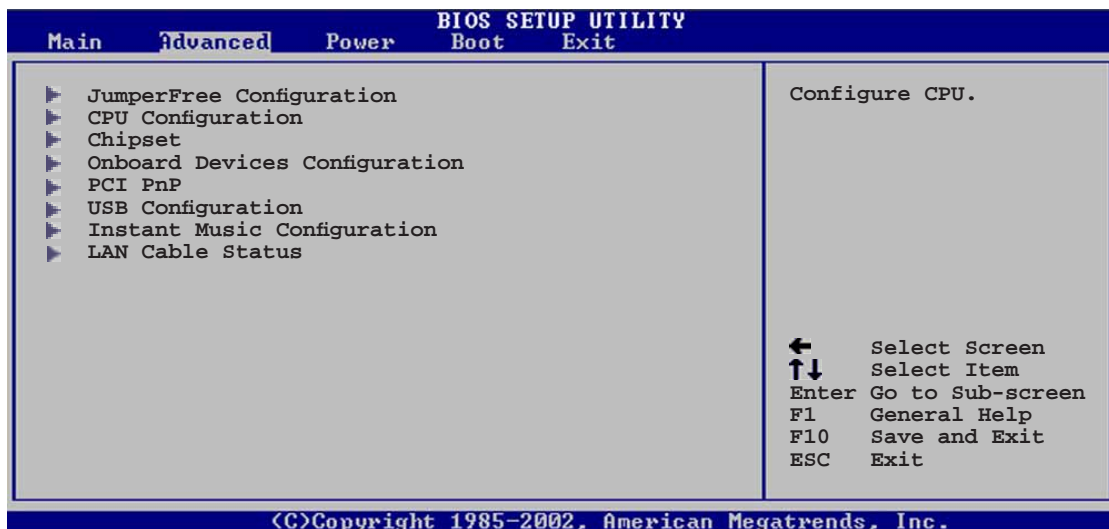 BIOS SETUP UTILITY
Main Advanced Power Boot Exit
JumperFree Configuration
CPU Configuration
Chipset
Onboard Devices Configuration
PCI PnP
USB Configuration
Instant Music Configuration
LAN Cable Status
Configure CPU.
← Select Screen
↑↓ Select Item
Enter Go to Sub-screen
F1 General Help
F10 Save and Exit
ESC Exit
(C)Copyright 1985-2002, American Megatrends, Inc.